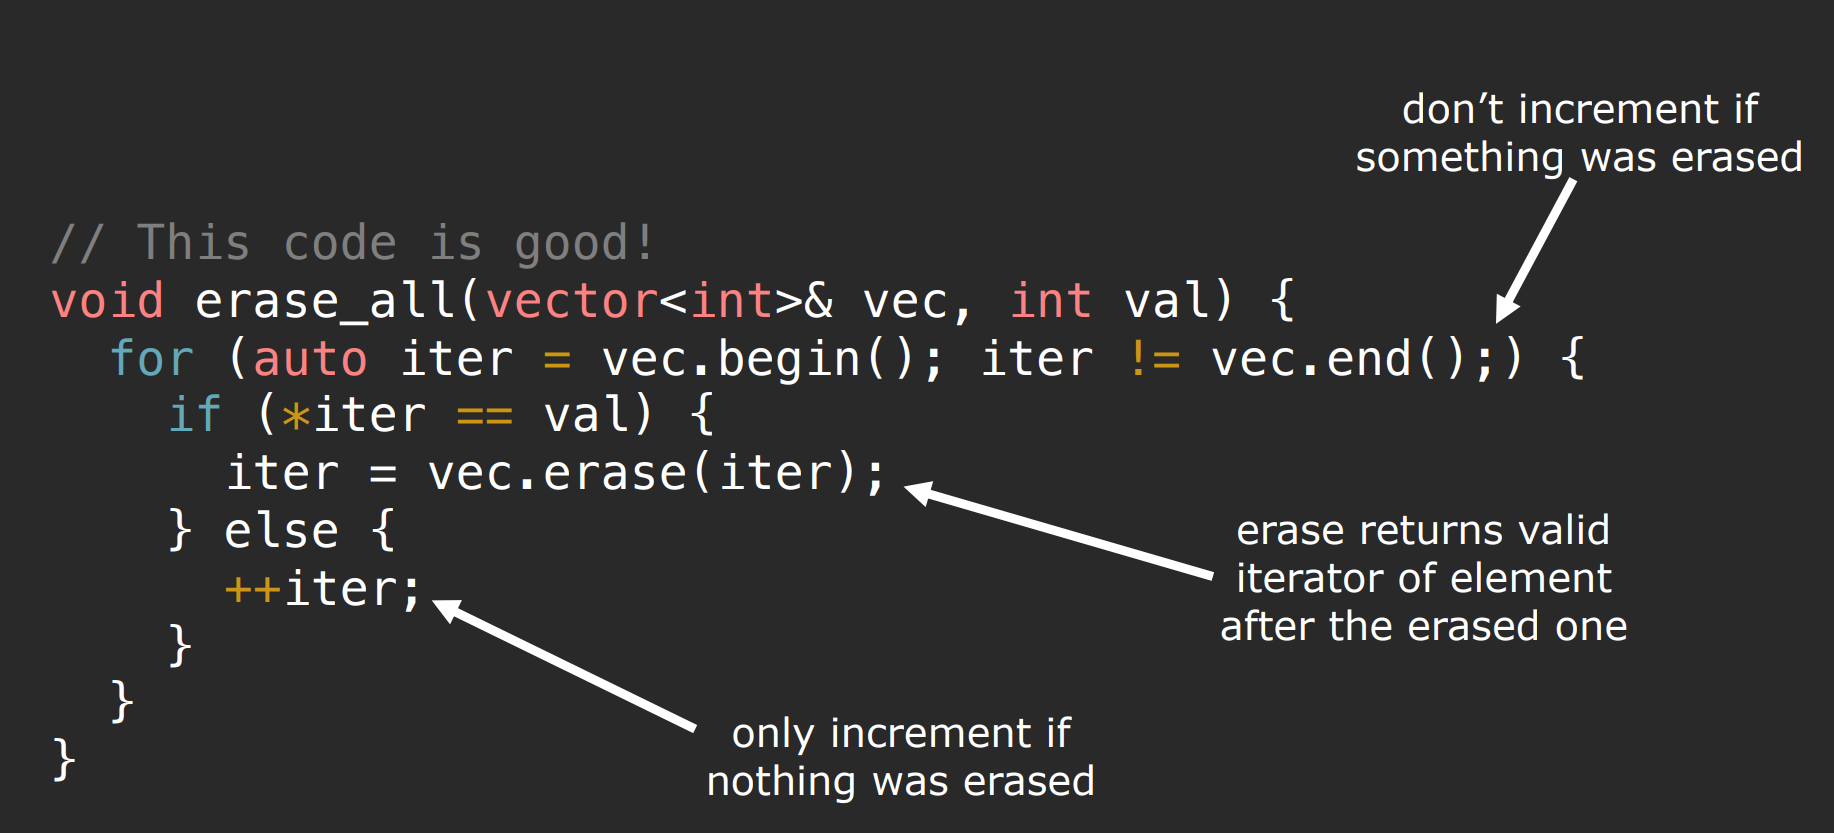 don’t increment if
something was erased
// This code is good!
void erase_all(vector<int>& vec, int val) {
  for (auto iter = vec.begin(); iter != vec.end();) {
    if (*iter == val) {
      iter = vec.erase(iter);
    } else {
      ++iter;
    }
  }
}
erase returns valid
iterator of element
after the erased one
only increment if
nothing was erased